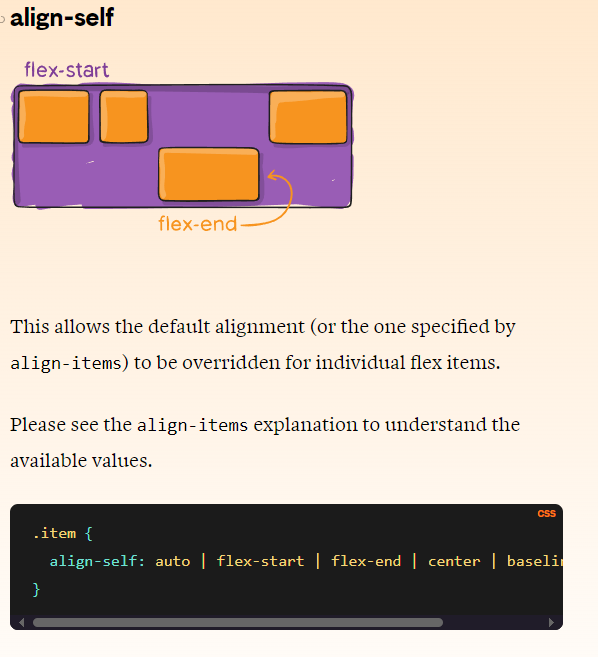 align-self
flex-start
flex-end
This allows the default alignment (or the one specified by
align-items) to be overridden for individual flex items.
Please see the align-items explanation to understand the
available values.
CSS
.item {
align-self: auto | flex-start | flex-end | center |
}